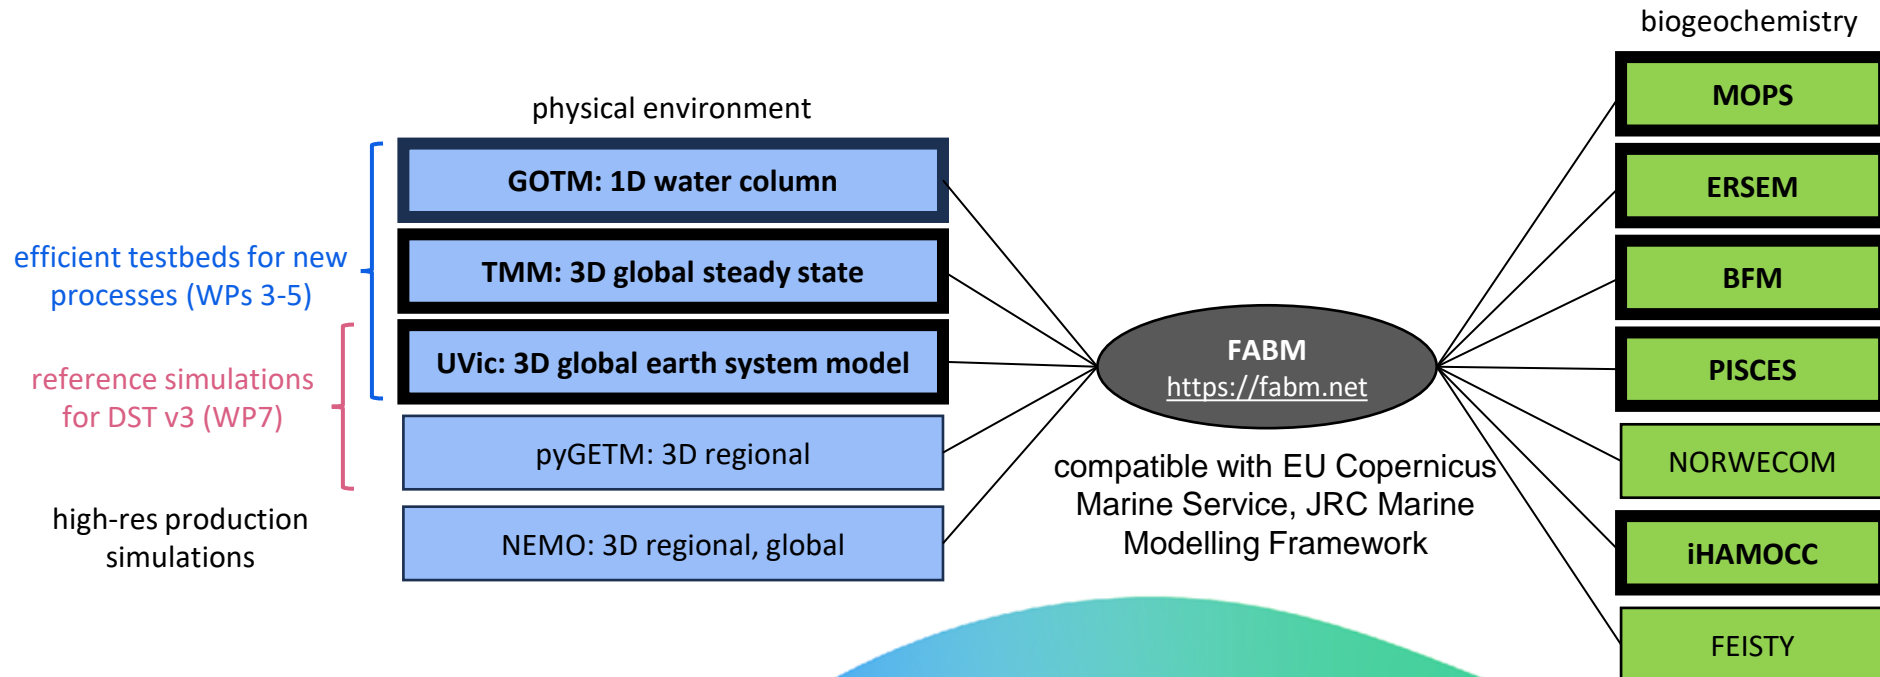 biogeochemistry
physical environment
efficient testbeds for new
processes (WPs 3-5)
reference simulations
for DST v3 (WP7)
high-res production
simulations
GOTM: 1D water column
TMM: 3D global steady state
UVic: 3D global earth system model
pyGETM: 3D regional
NEMO: 3D regional, global
FABM
https://fabm.net
compatible with EU Copernicus
Marine Service, JRC Marine
Modelling Framework
MOPS
ERSEM
BFM
PISCES
NORWECOM
iHAMOCC
FEISTY